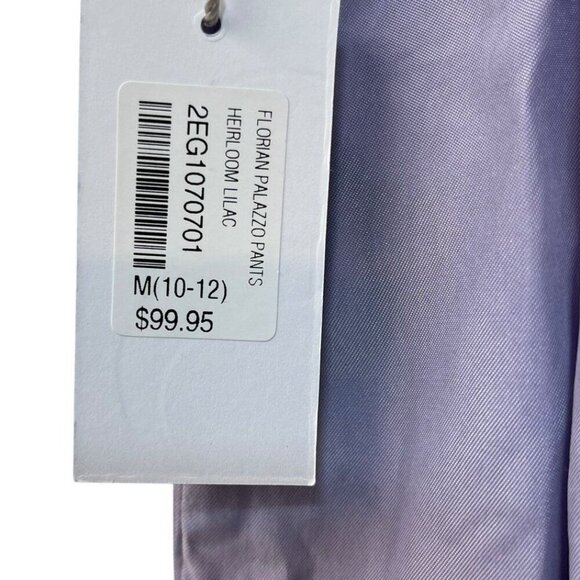 FLORIAN PALAZZO PANTS
HEIRLOOM LILAC
2EG1070701
M(10-12)
$99.95